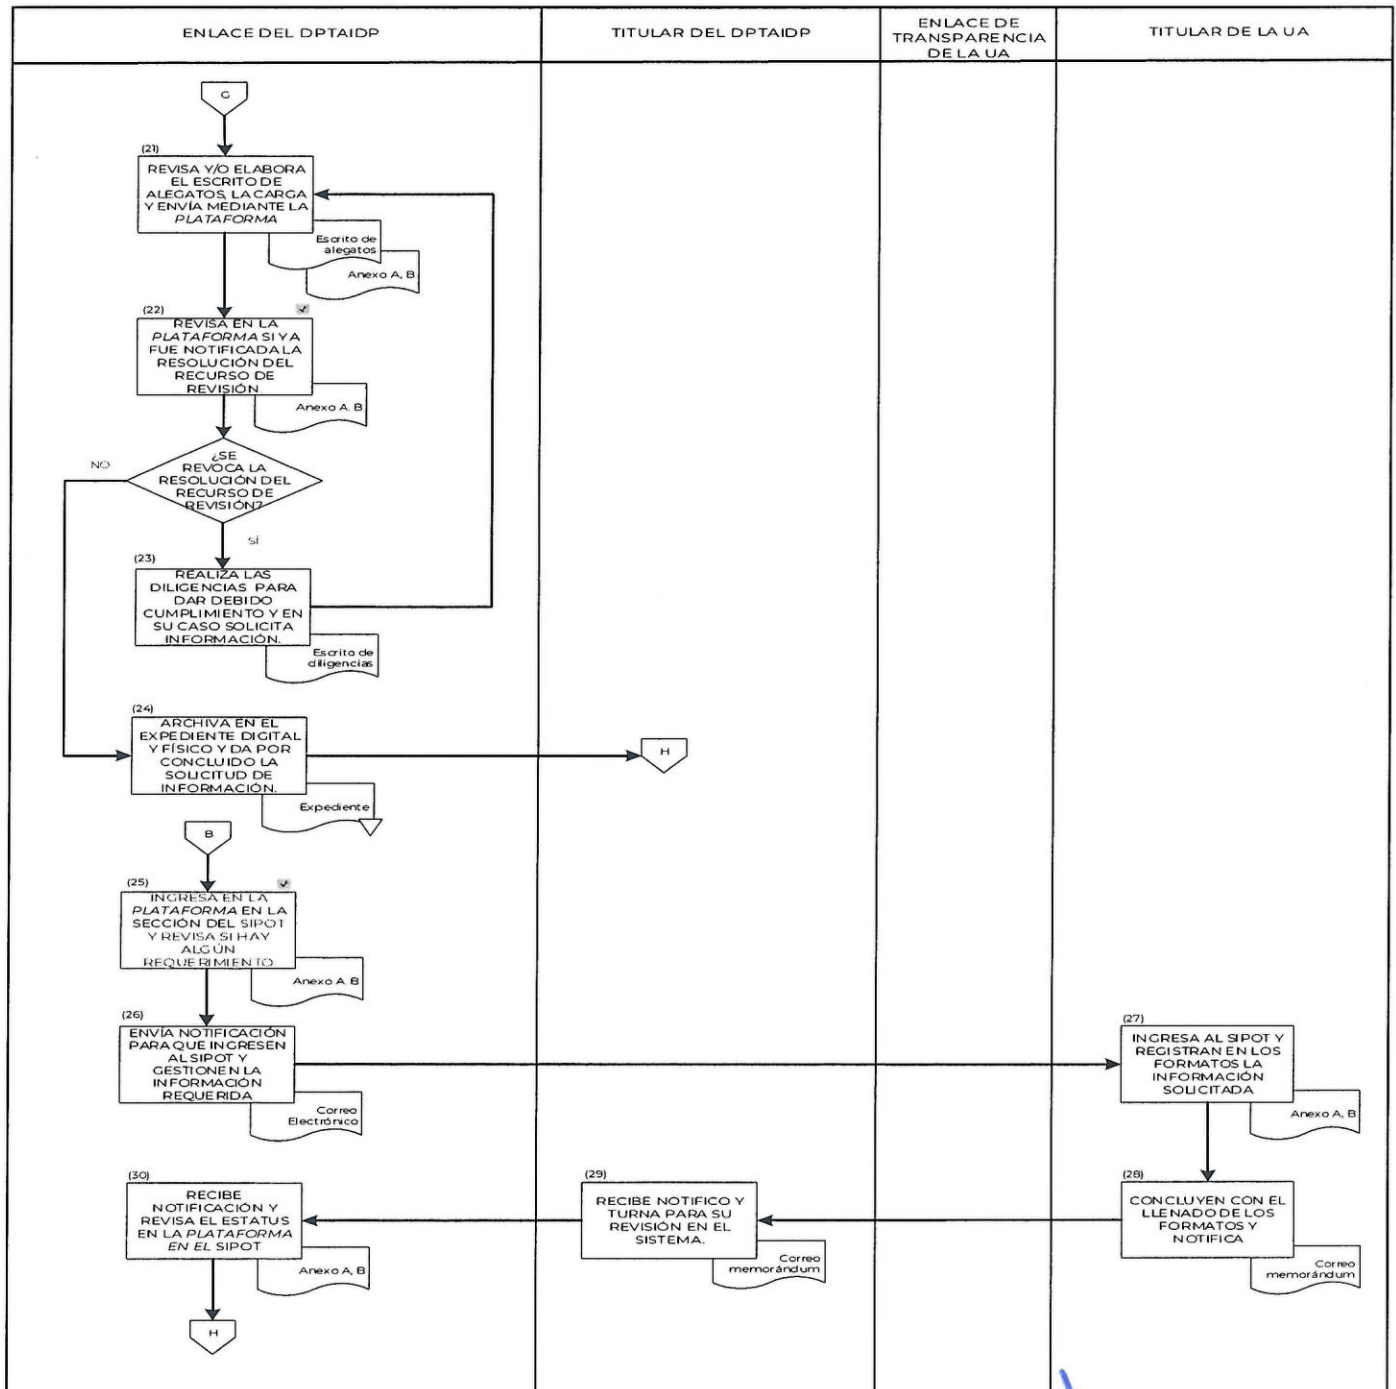 ENLACE DEL DPTAIDP
TITULAR DEL DPTAIDP
ENLACE DE
TRANSPARENCIA
DE LA UA
TITULAR DE LA UA
G
(21)
REVISA Y/O ELABORA
EL ESCRITO DE
ALEGATOS, LA CARGA
Y ENVÍA MEDIANTE LA
PLATAFORMA
Escrito de
alegatos
Anexo A, B
(22)
REVISA EN LA
PLATAFORMA SI YA
FUE NOTIFICADA LA
RESOLUCIÓN DEL
RECURSO DE
REVISIÓN
Anexo A, B
¿SE
REVOCA LA
RESOLUCIÓN DEL
RECURSO DE
REVISIÓN?
NO
SÍ
(23)
REALIZA LAS
DILIGENCIAS PARA
DAR DEBIDO
CUMPLIMIENTO Y EN
SU CASO SOLICITA
INFORMACIÓN.
Escrito de
diligencias
(24)
ARCHIVA EN EL
EXPEDIENTE DIGITAL
Y FÍSICO Y DA POR
CONCLUIDO LA
SOLICITUD DE
INFORMACIÓN.
Expediente
H
B
(25)
INGRESA EN LA
PLATAFORMA EN LA
SECCIÓN DEL SIPOT
Y REVISA SI HAY
ALGÚN
REQUERIMIENTO
Anexo A, B
(26)
ENVÍA NOTIFICACIÓN
PARA QUE INGRESEN
AL SIPOT Y
GESTIONEN LA
INFORMACIÓN
REQUERIDA
Correo
Electrónico
(27)
INGRESA AL SIPOT Y
REGISTRAN EN LOS
FORMATOS LA
INFORMACIÓN
SOLICITADA
Anexo A, B
(28)
CONCLUYEN CON EL
LLENADO DE LOS
FORMATOS Y
NOTIFICA
Correo
memorándum
(29)
RECIBE NOTIFICO Y
TURNA PARA SU
REVISIÓN EN EL
SISTEMA.
Correo
memorándum
(30)
RECIBE
NOTIFICACIÓN Y
REVISA EL ESTATUS
EN LA PLATAFORMA
EN EL SIPOT
Anexo A, B
H